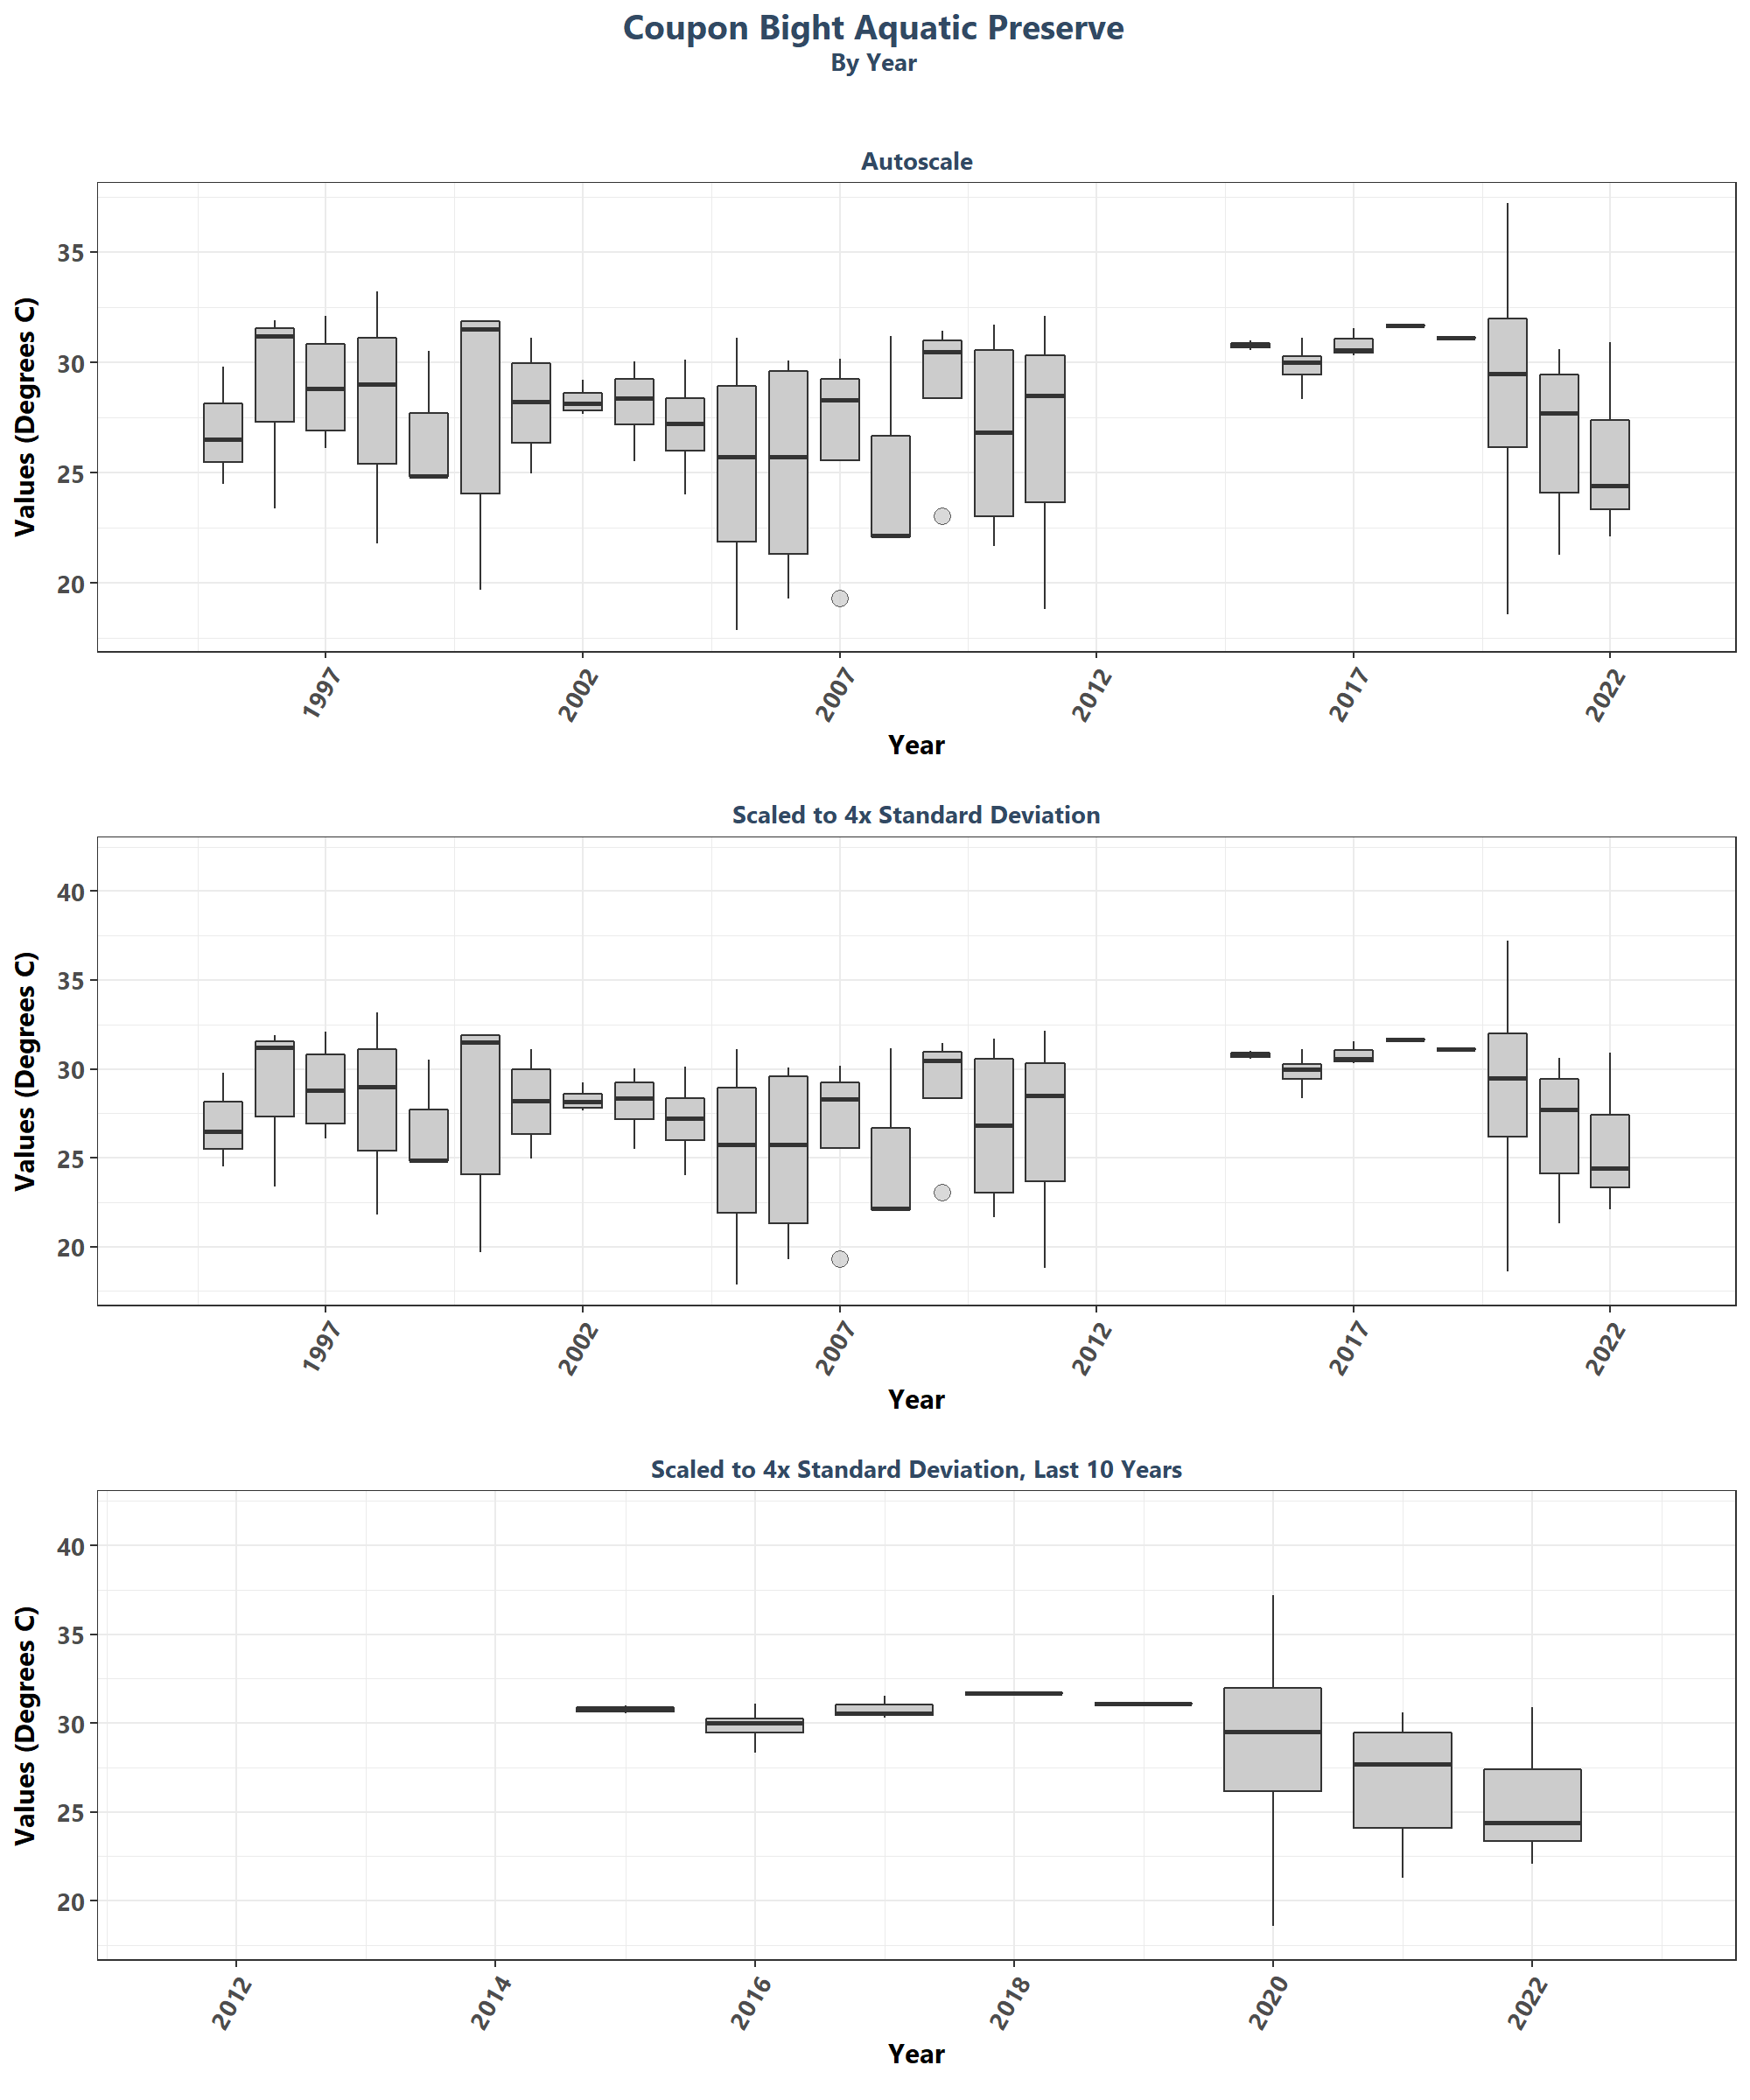 Coupon Bight Aquatic Preserve
By Year
Autoscale
Values (Degrees C)
35
30
25
20
1997
2002
2007
2012
2017
2022
Year
Scaled to 4x Standard Deviation
Values (Degrees C)
40
35
30
25
20
1997
2002
2007
2012
2017
2022
Year
Scaled to 4x Standard Deviation, Last 10 Years
Values (Degrees C)
40
35
30
25
20
2012
2014
2016
2018
2020
2022
Year